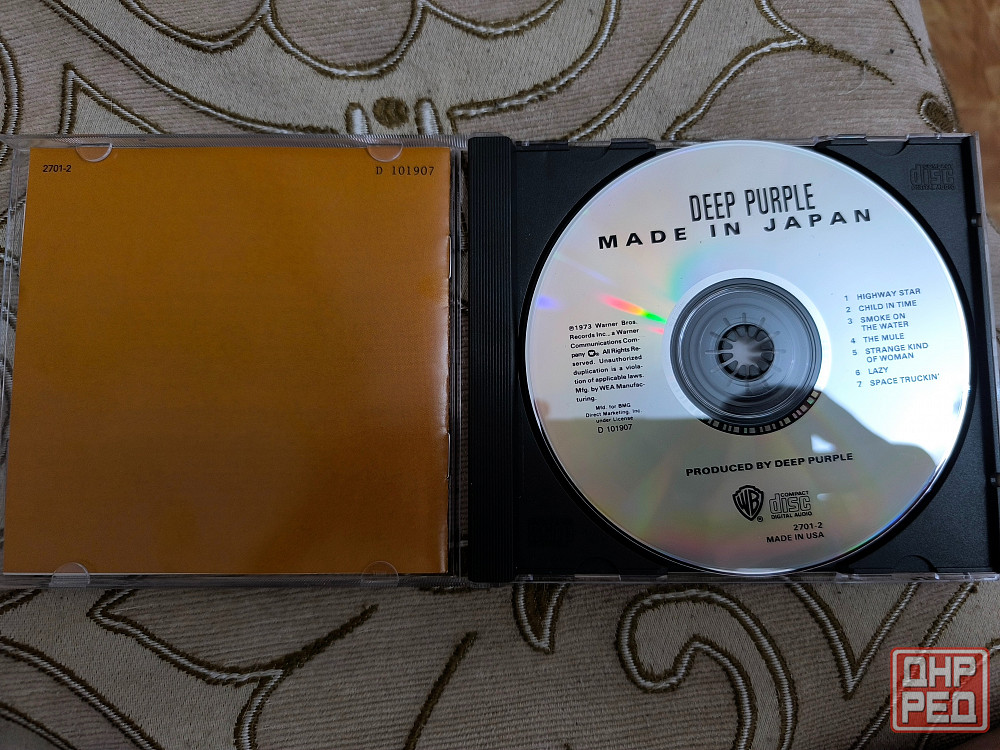 2701-2
D 101907
COMPACT
disc
DIGITAL AUDIO
DEEP PURPLE
MADE IN JAPAN
1 HIGHWAY STAR
2 CHILD IN TIME
3 SMOKE ON
THE WATER
4 THE MULE
5 STRANGE KIND
OF WOMAN
6 LAZY
7 SPACE TRUCKIN'
℗1973 Warner Bros.
Records Inc., a Warner
Communications Com-
pany All Rights Re-
served. Unauthorized
duplication is a viola-
tion of applicable laws.
Mfg. by WEA Manufac-
turing.
Mfd. for BMG
Direct Marketing, Inc
under License
D 101907
PRODUCED BY DEEP PURPLE
WB®
COMPACT
disc
DIGITAL AUDIO
2701-2
MADE IN USA
ДНР
РЕД